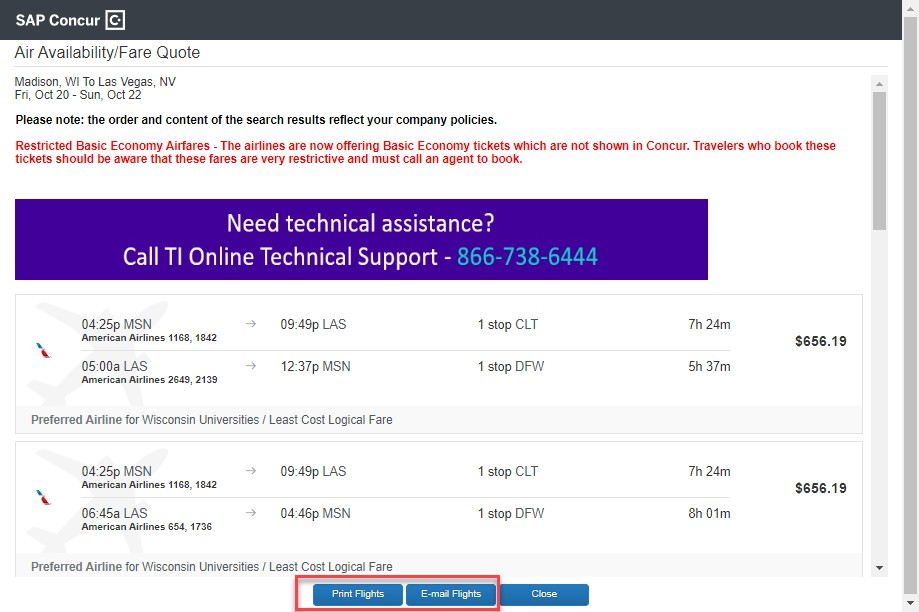 SAP Concur C
Air Availability/Fare Quote
Madison, WI To Las Vegas, NV
Fri, Oct 20 - Sun, Oct 22
Please note: the order and content of the search results reflect your company policies.
Restricted Basic Economy Airfares - The airlines are now offering Basic Economy tickets which are not shown in Concur. Travelers who book these
tickets should be aware that these fares are very restrictive and must call an agent to book.
Need technical assistance?
Call TI Online Technical Support - 866-738-6444
04:25p MSN → 09:49p LAS 1 stop CLT 7h 24m
American Airlines 1168, 1842
$656.19
05:00a LAS → 12:37p MSN 1 stop DFW 5h 37m
American Airlines 2649, 2139
Preferred Airline for Wisconsin Universities / Least Cost Logical Fare
04:25p MSN → 09:49p LAS 1 stop CLT 7h 24m
American Airlines 1168, 1842
$656.19
06:45a LAS → 04:46p MSN 1 stop DFW 8h 01m
American Airlines 654, 1736
Preferred Airline for Wisconsin Universities / Least Cost Logical Fare
Print Flights E-mail Flights Close